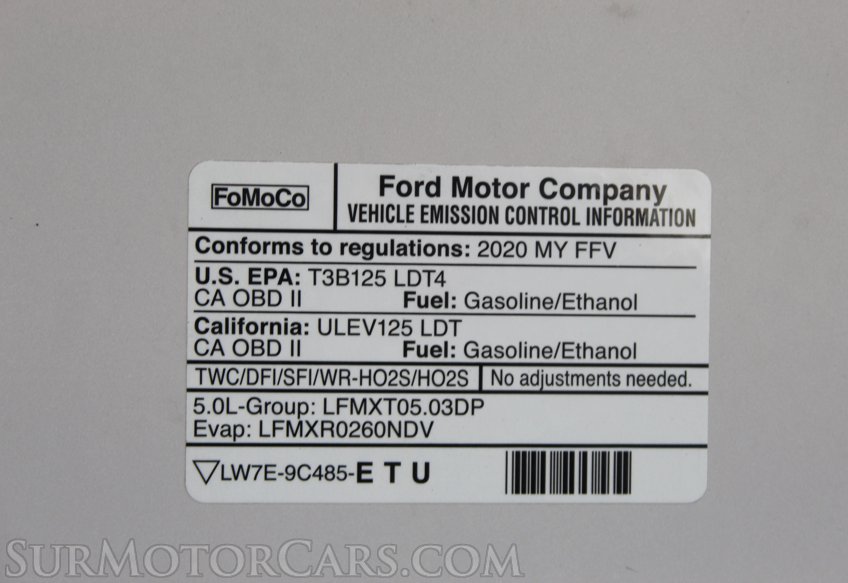 FoMoCo
Ford Motor Company
VEHICLE EMISSION CONTROL INFORMATION
Conforms to regulations: 2020 MY FFV
U.S. EPA: T3B125 LDT4
CA OBD II Fuel: Gasoline/Ethanol
California: ULEV125 LDT
CA OBD II Fuel: Gasoline/Ethanol
TWC/DFI/SFI/WR-HO2S/HO2S No adjustments needed.
5.0L-Group: LFMXT05.03DP
Evap: LFMXR0260NDV
LW7E-9C485-E T U
SurMotorCars.com